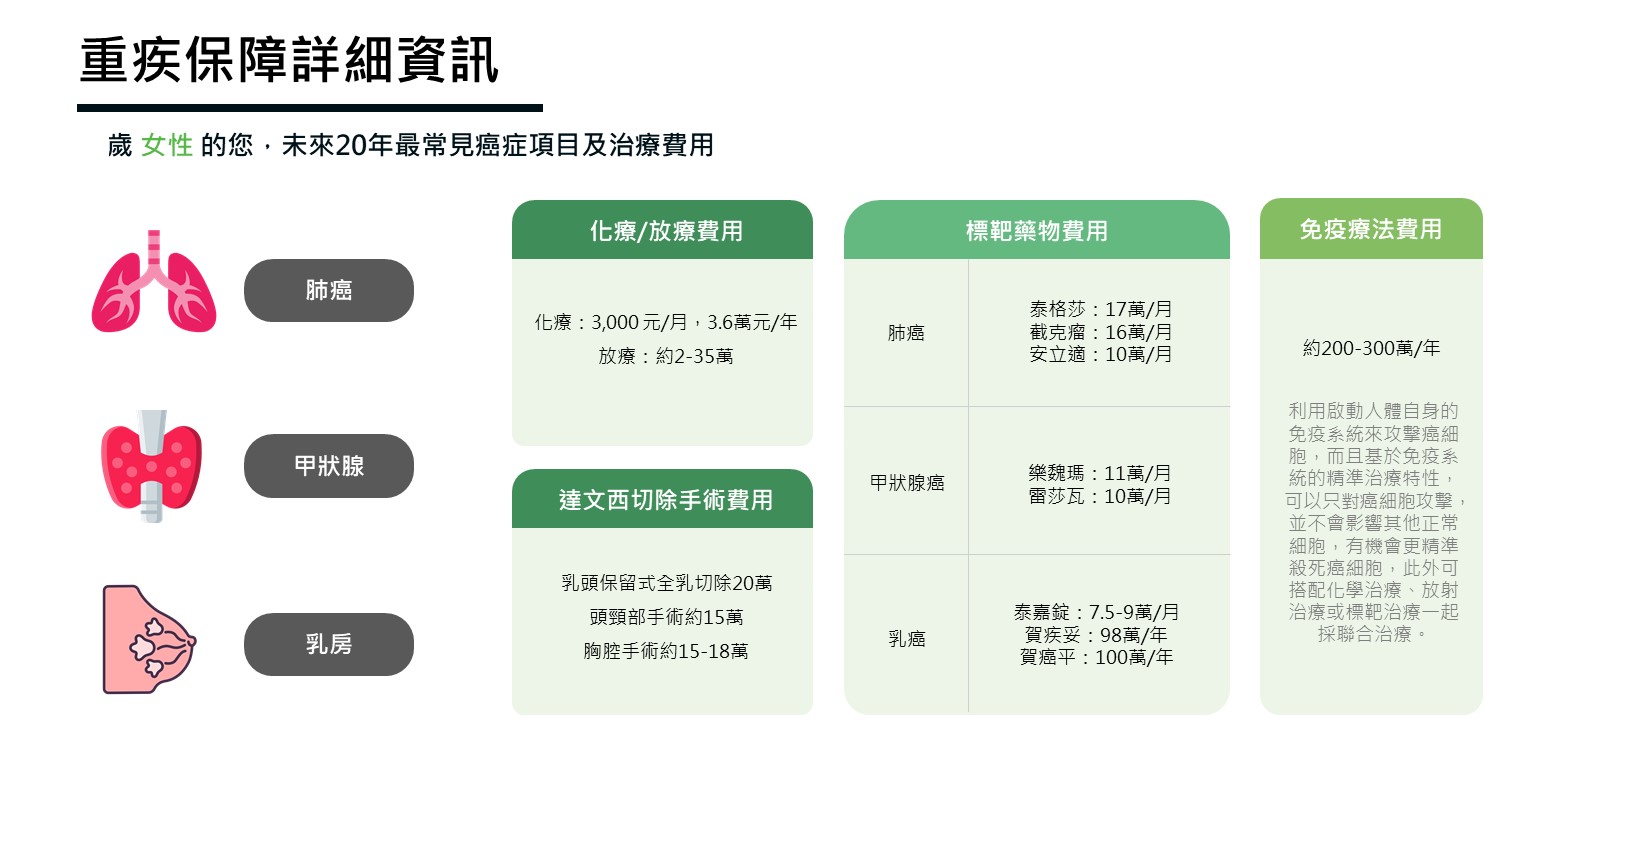 重疾保障詳細資訊
歲 女性 的您，未來20年最常見癌症項目及治療費用
肺癌
甲狀腺
乳房
化療/放療費用
化療：3,000 元/月，3.6萬元/年
放療：約2-35萬
達文西切除手術費用
乳頭保留式全乳切除20萬
頭頸部手術約15萬
胸腔手術約15-18萬
標靶藥物費用
肺癌
泰格莎：17萬/月
截克瘤：16萬/月
安立適：10萬/月
甲狀腺癌
樂魏瑪：11萬/月
雷莎瓦：10萬/月
乳癌
泰嘉錠：7.5-9萬/月
賀疾妥：98萬/年
賀癌平：100萬/年
免疫療法費用
約200-300萬/年
利用啟動人體自身的
免疫系統來攻擊癌細
胞，而且基於免疫系
統的精準治療特性，
可以只對癌細胞攻擊，
並不會影響其他正常
細胞，有機會更精準
殺死癌細胞，此外可
搭配化學治療、放射
治療或標靶治療一起
採聯合治療。